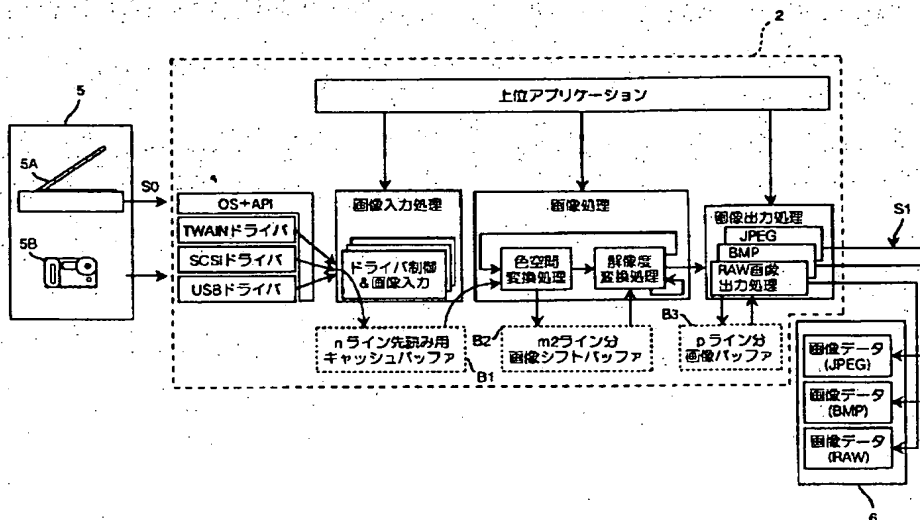 2
上位アプリケーション
5
5A
S0
5B
OS+API
TWAINドライバ
SCSIドライバ
USBドライバ
画像入力処理
ドライバ制御
&画像入力
画像処理
色空間
変換処理
解像度
変換処理
画像出力処理
JPEG
BMP
RAW画像
出力処理
S1
nライン先読み用
キャッシュバッファ
B1
B2
m2ライン分
画像シフトバッファ
B3
pライン分
画像バッファ
画像データ
(JPEG)
画像データ
(BMP)
画像データ
(RAW)
6